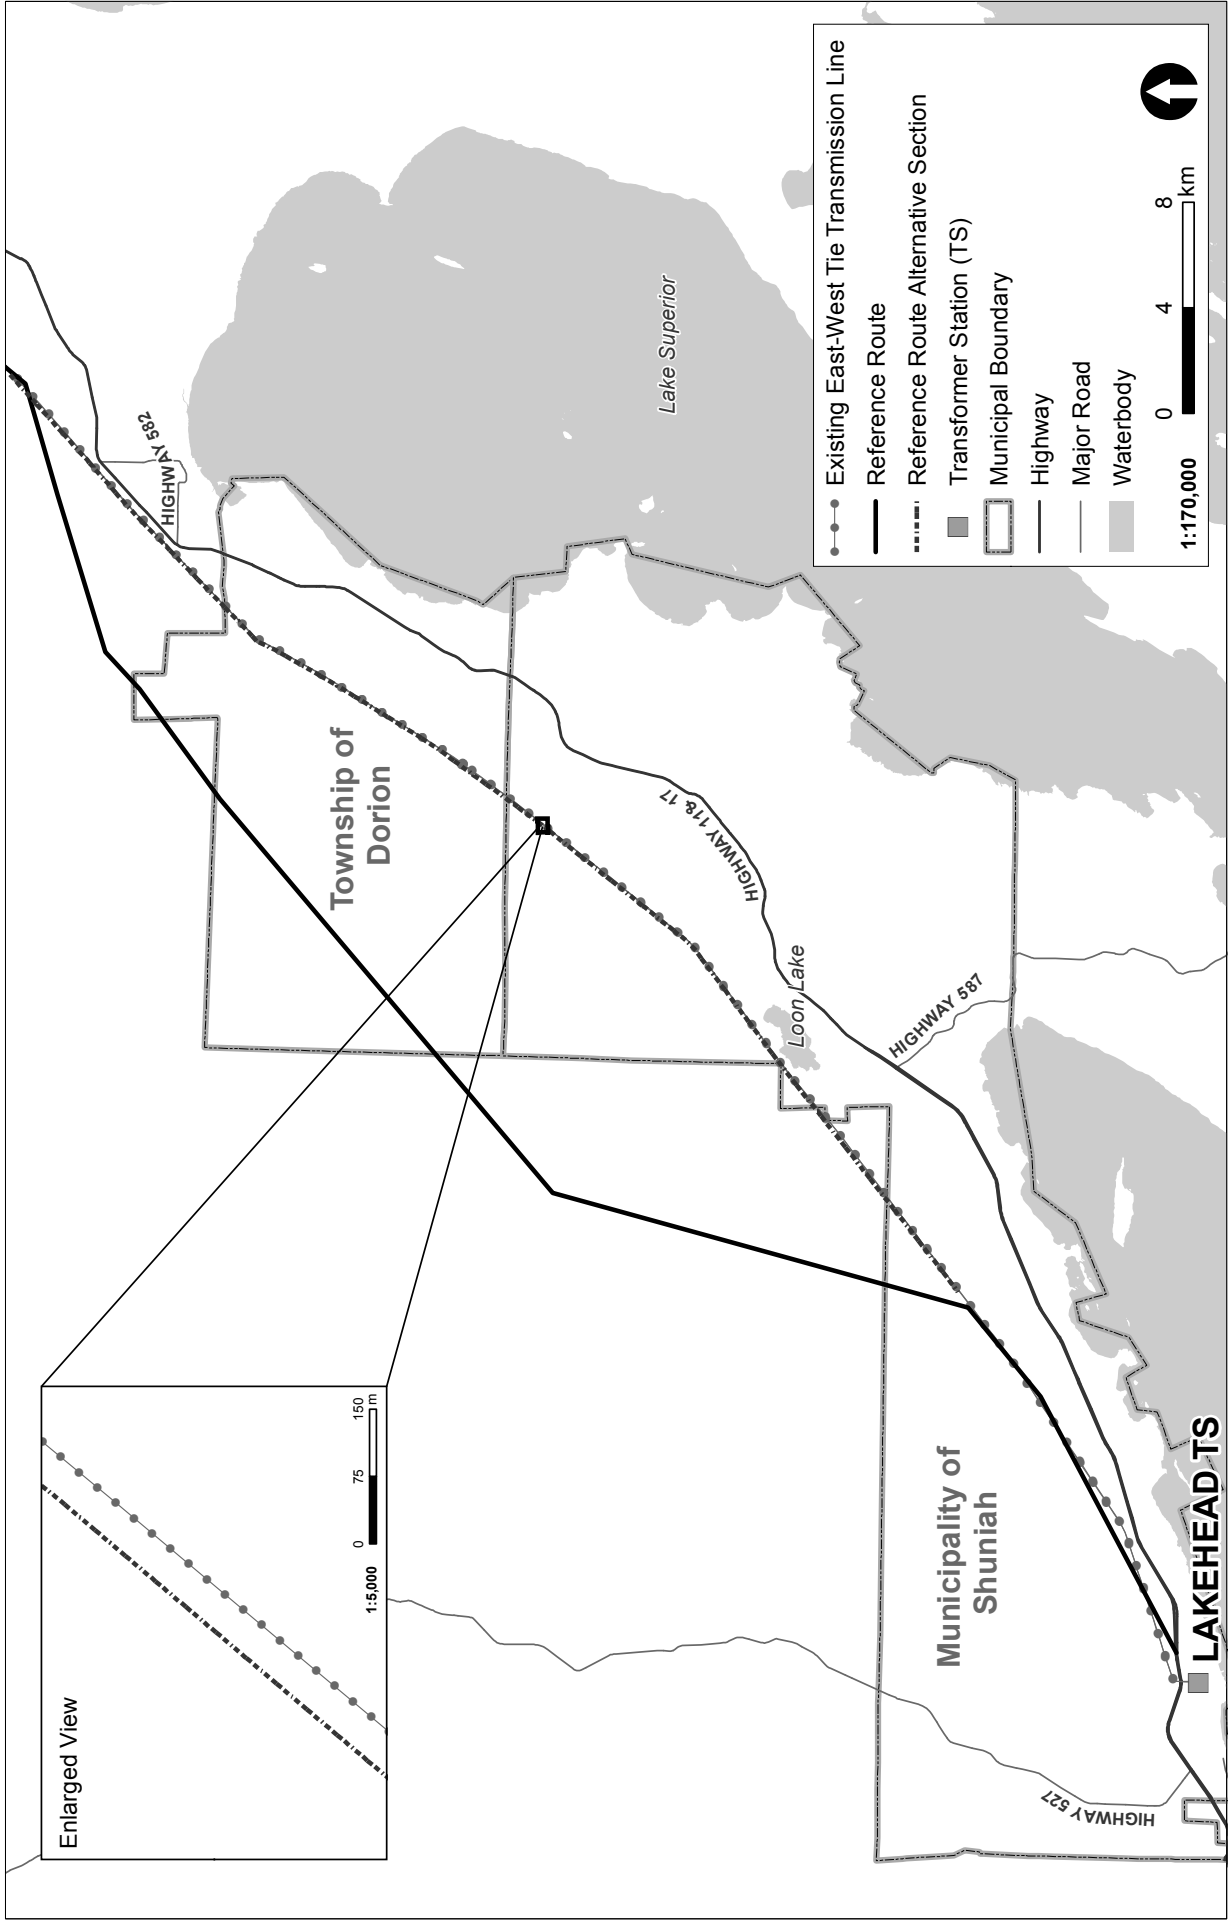 Enlarged View
0 75 150
m
1:5,000
HIGHWAY 582
Township of
Dorion
Lake Superior
HIGHWAY 11& 17
Loon Lake
HIGHWAY 587
Municipality of
Shuniah
HIGHWAY 527
LAKEHEAD TS
Existing East-West Tie Transmission Line
Reference Route
Reference Route Alternative Section
Transformer Station (TS)
Municipal Boundary
Highway
Major Road
Waterbody
0 4 8
km
1:170,000